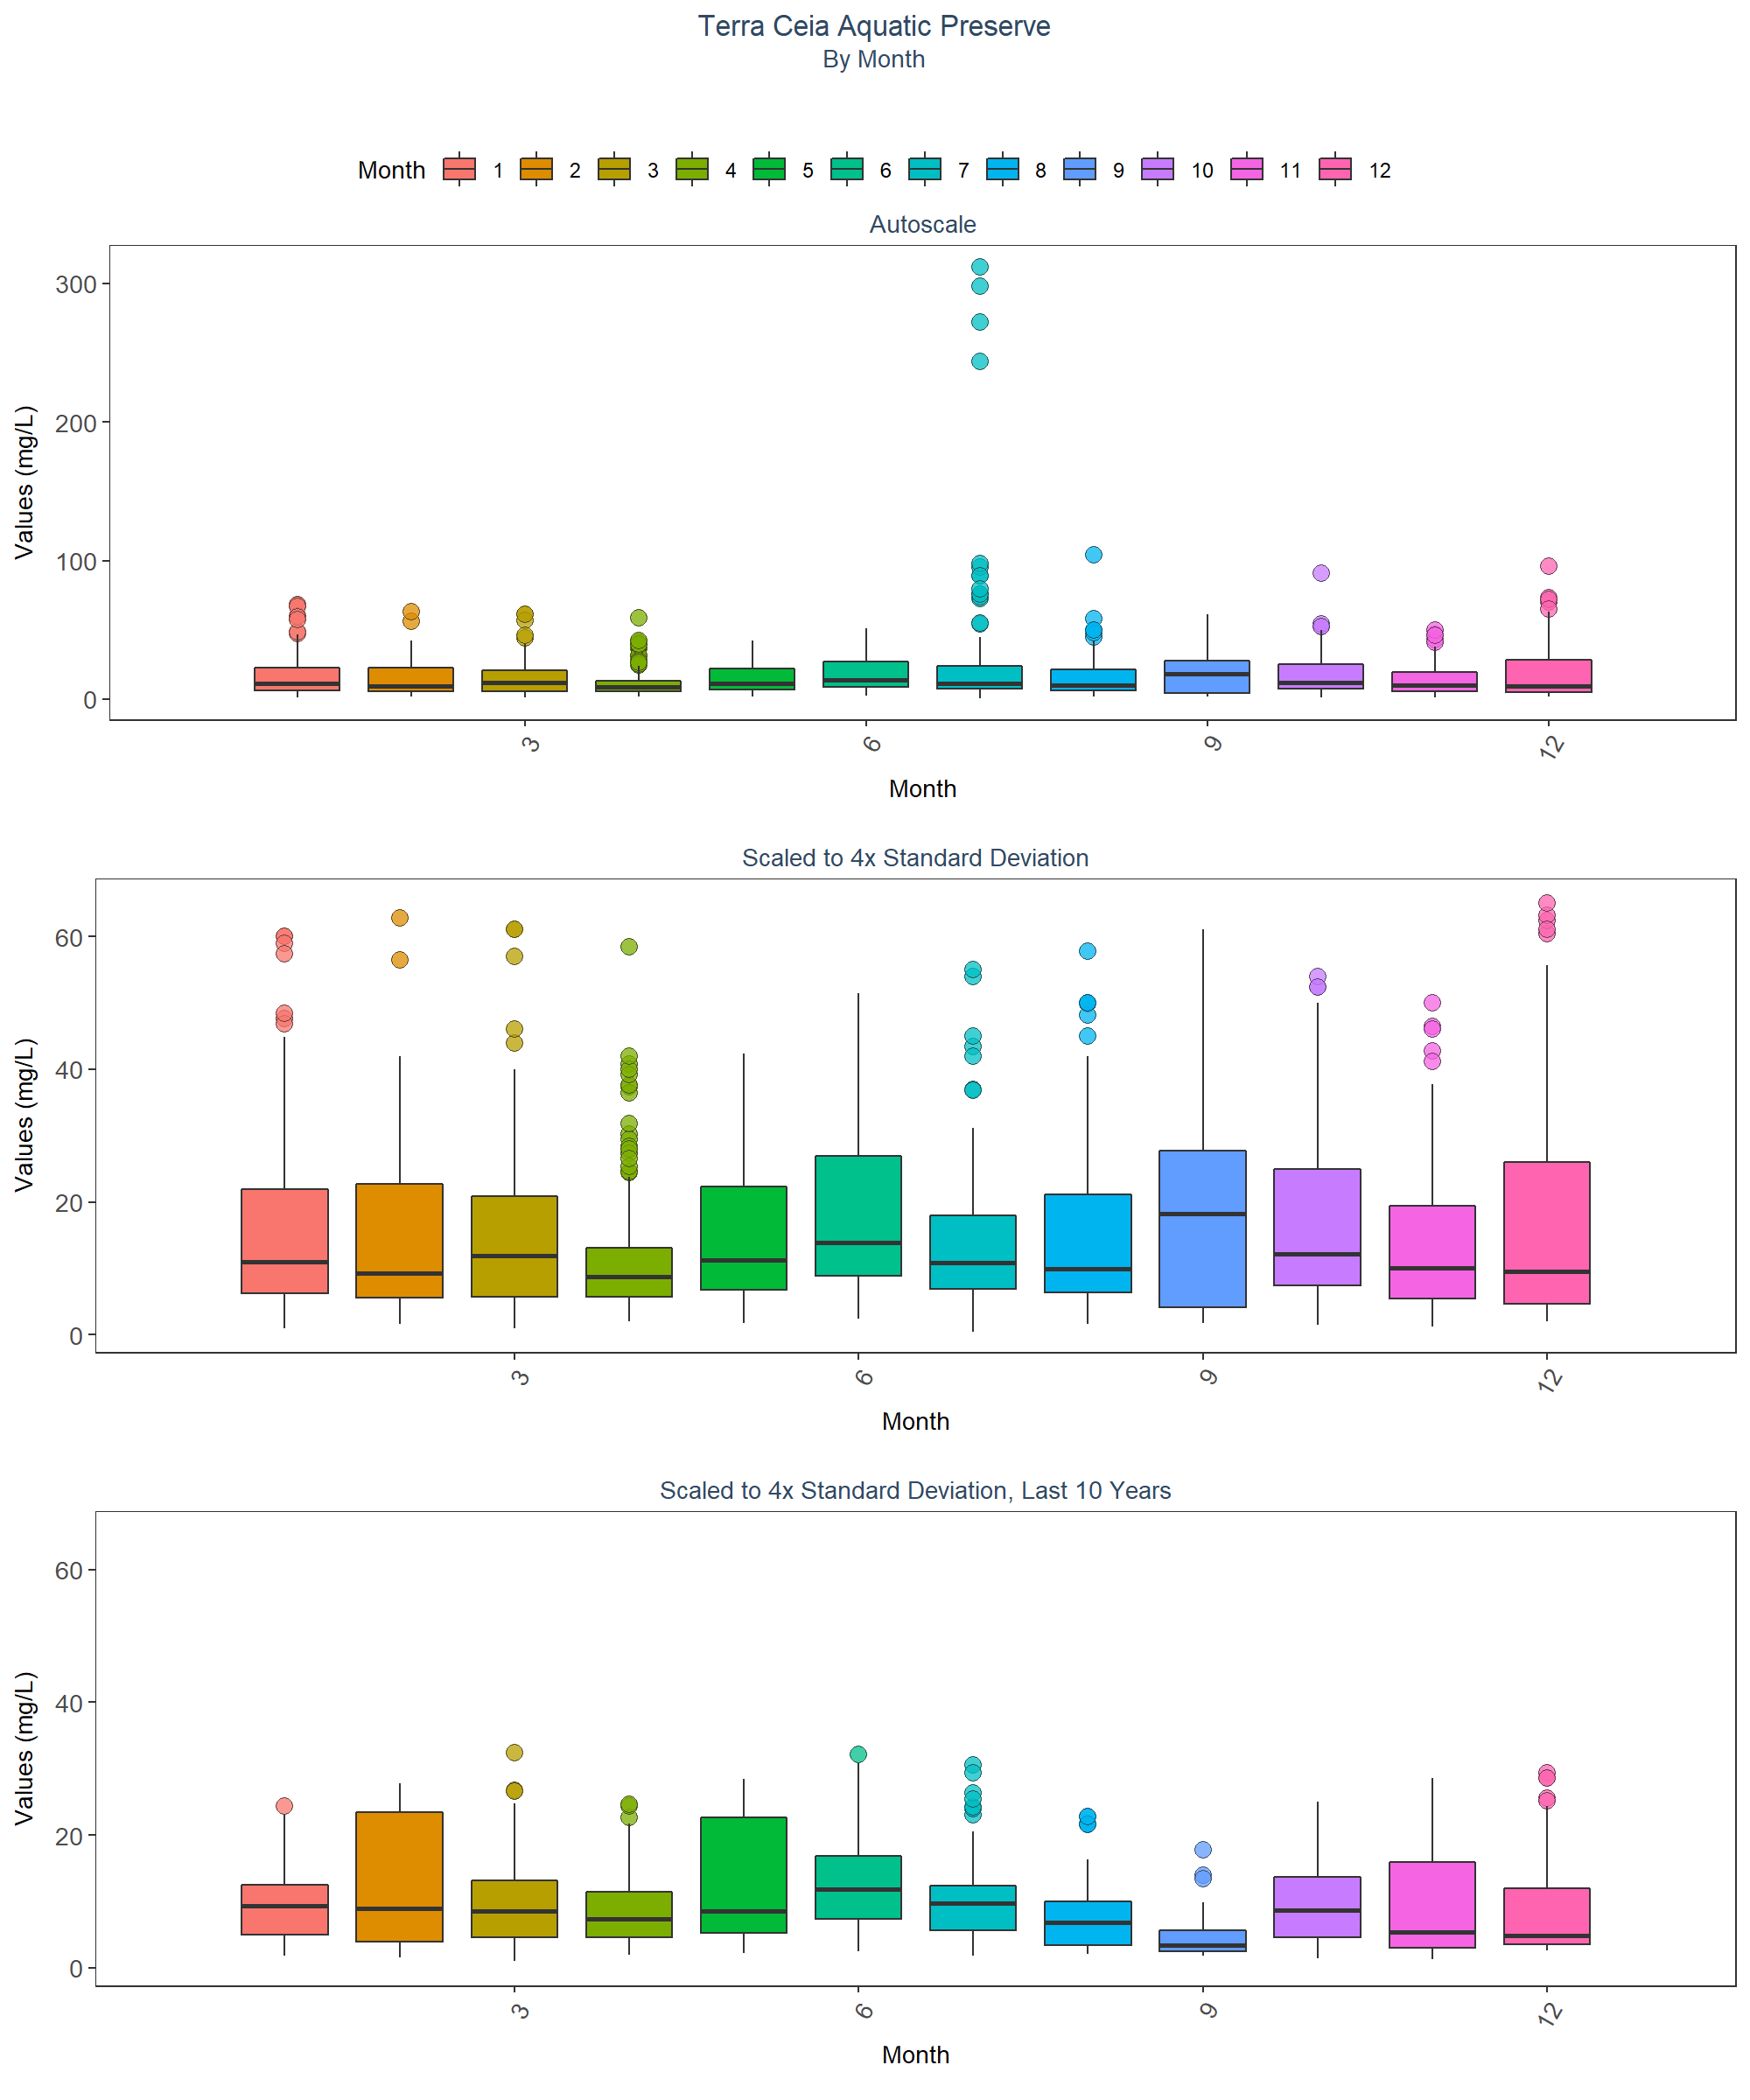 Terra Ceia Aquatic Preserve
By Month
Month 1 2 3 4 5 6 7 8 9 10 11 12
Autoscale
Values (mg/L)
300
200
100
0
3 6 9 12
Month
Scaled to 4x Standard Deviation
Values (mg/L)
60
40
20
0
3 6 9 12
Month
Scaled to 4x Standard Deviation, Last 10 Years
Values (mg/L)
60
40
20
0
3 6 9 12
Month